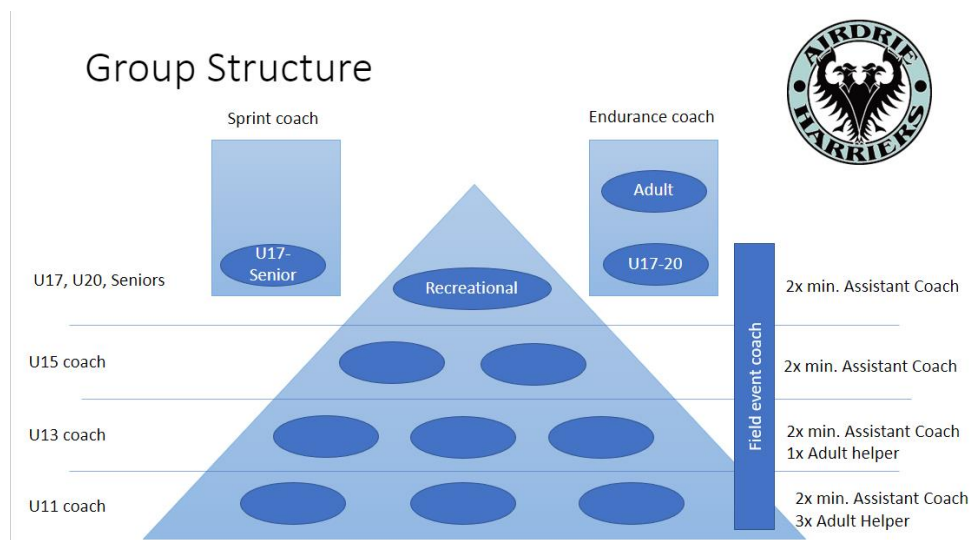 Group Structure
AIRDRIE
HARRIERS
Sprint coach
Endurance coach
Adult
U17-
Senior
U17-20
U17, U20, Seniors
Recreational
2x min. Assistant Coach
U15 coach
2x min. Assistant Coach
Field event coach
U13 coach
2x min. Assistant Coach
1x Adult helper
U11 coach
2x min. Assistant Coach
3x Adult Helper